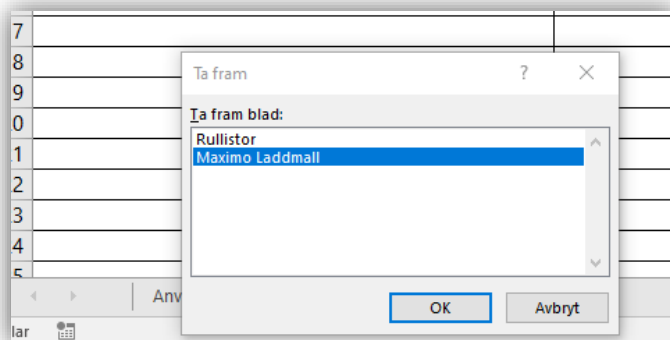 7
8
Ta fram ?
9
Ta fram blad:
0
Rullistor
1
Maximo Laddmall
2
3
4
5
Anv
OK Avbryt
lar